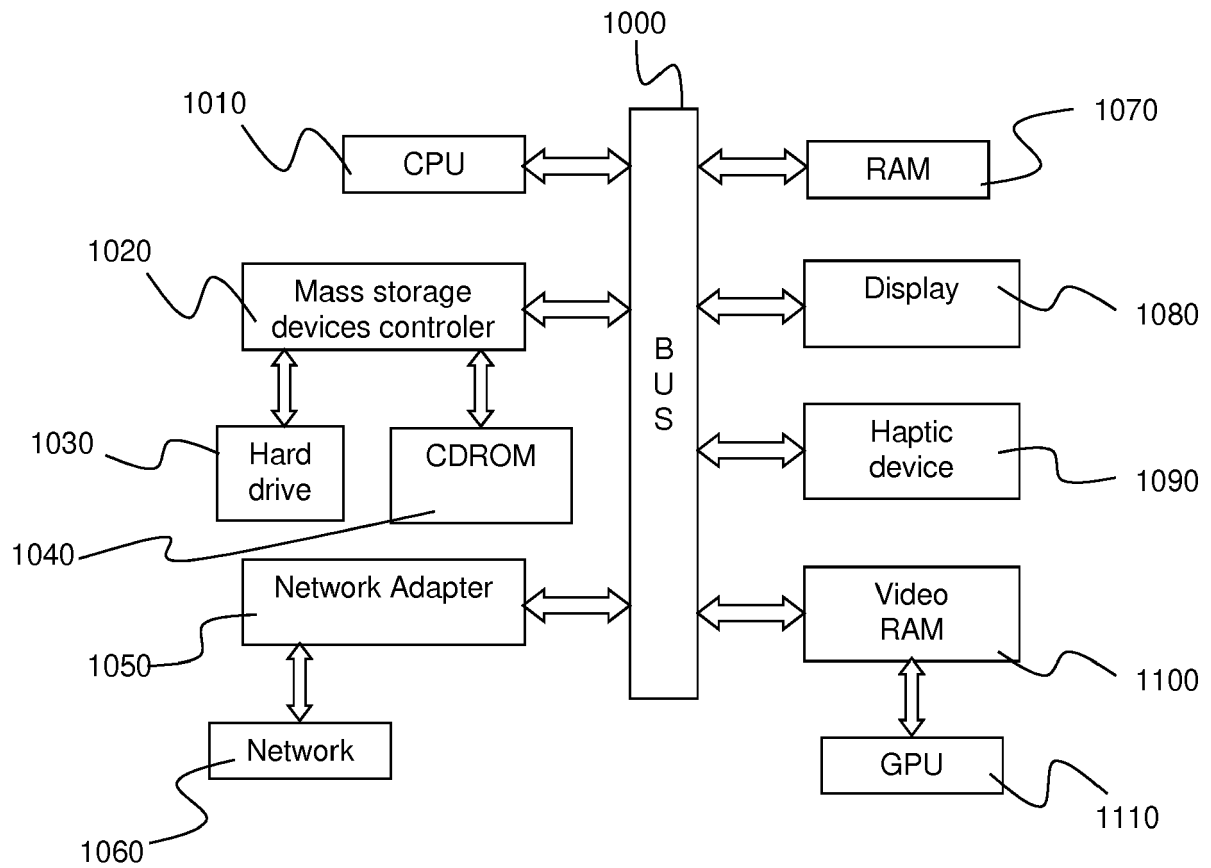 1000
1010
CPU
1070
RAM
1020
Mass storage
devices controler
Display
1080
B
U
S
1030
Hard
drive
CDROM
Haptic
device
1090
1040
Network Adapter
1050
Video
RAM
1100
Network
GPU
1110
1060